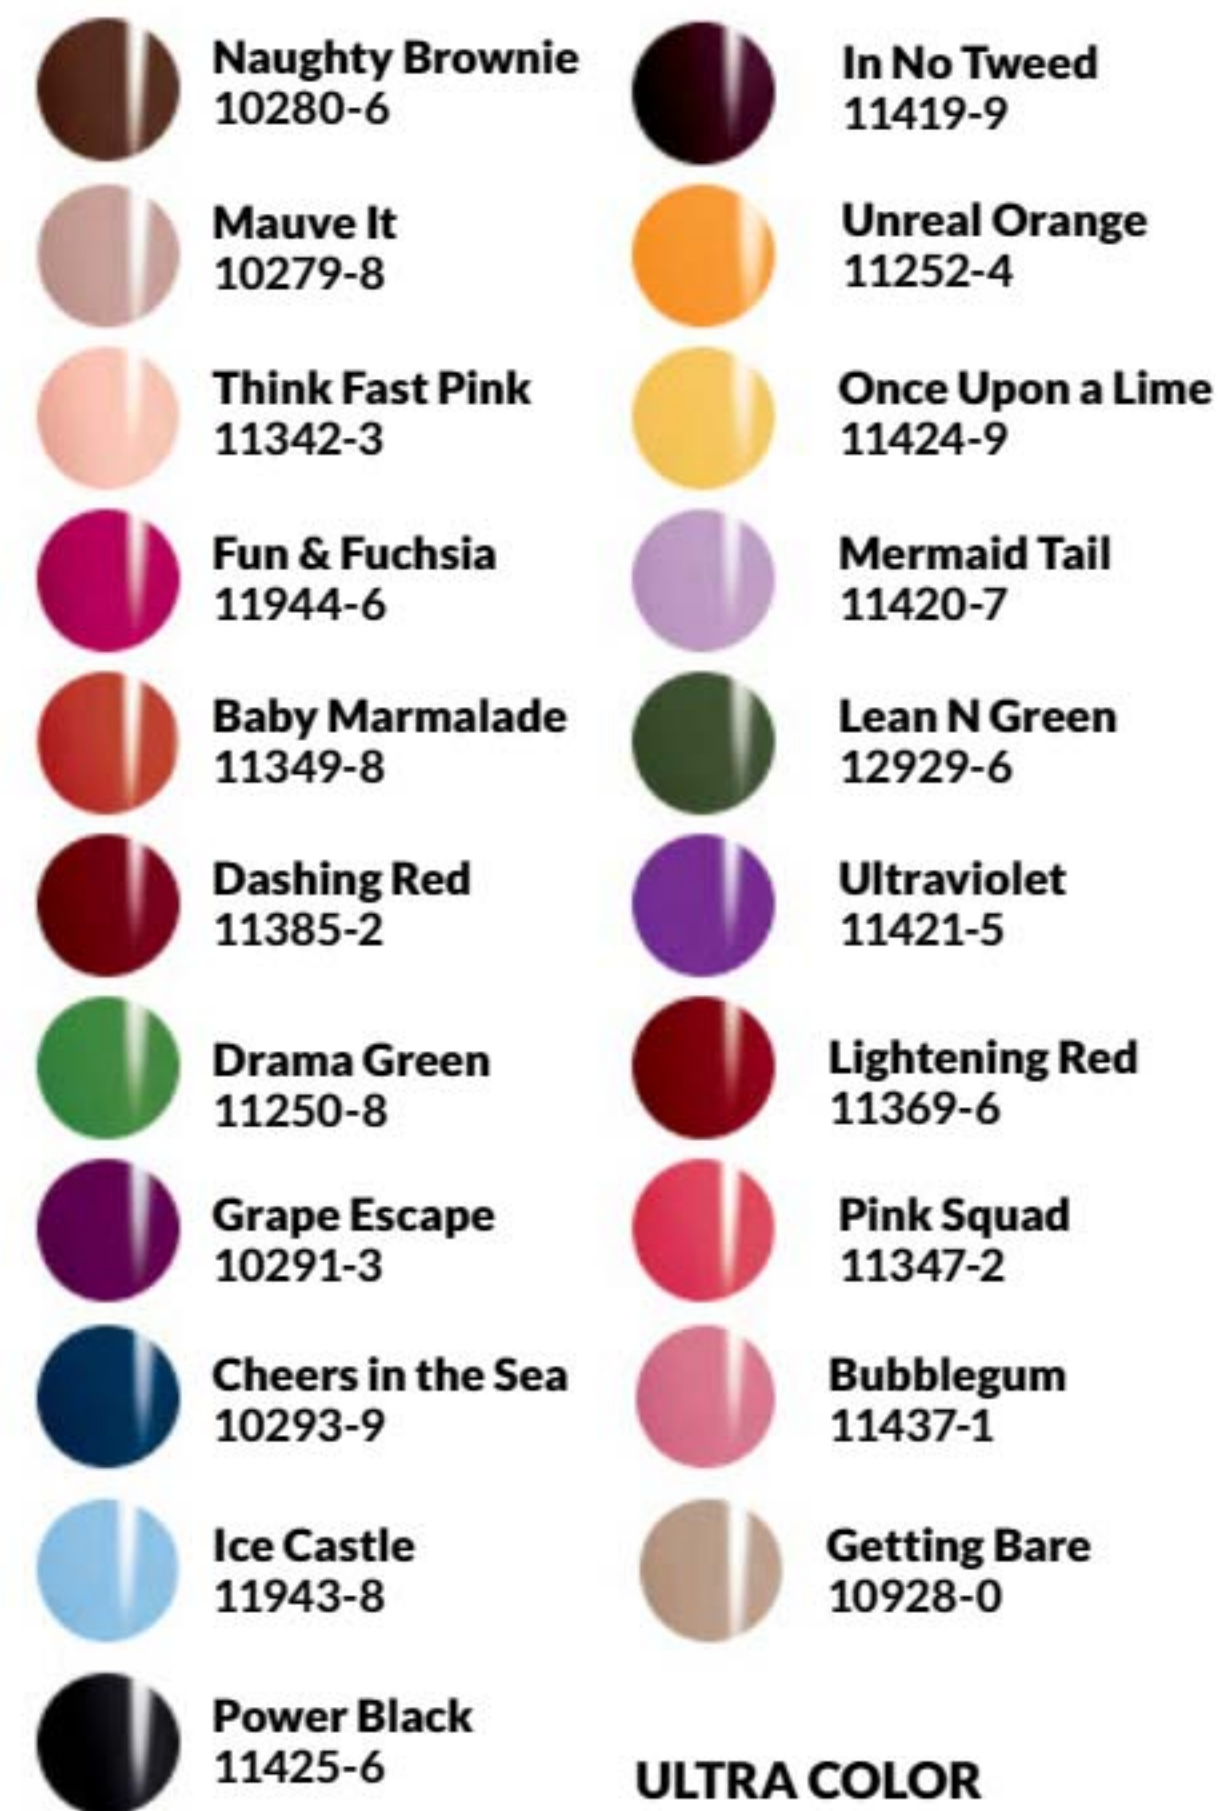 Naughty Brownie
10280-6
Mauve It
10279-8
Think Fast Pink
11342-3
Fun & Fuchsia
11944-6
Baby Marmalade
11349-8
Dashing Red
11385-2
Drama Green
11250-8
Grape Escape
10291-3
Cheers in the Sea
10293-9
Ice Castle
11943-8
Power Black
11425-6
In No Tweed
11419-9
Unreal Orange
11252-4
Once Upon a Lime
11424-9
Mermaid Tail
11420-7
Lean N Green
12929-6
Ultraviolet
11421-5
Lightening Red
11369-6
Pink Squad
11347-2
Bubblegum
11437-1
Getting Bare
10928-0
ULTRA COLOR